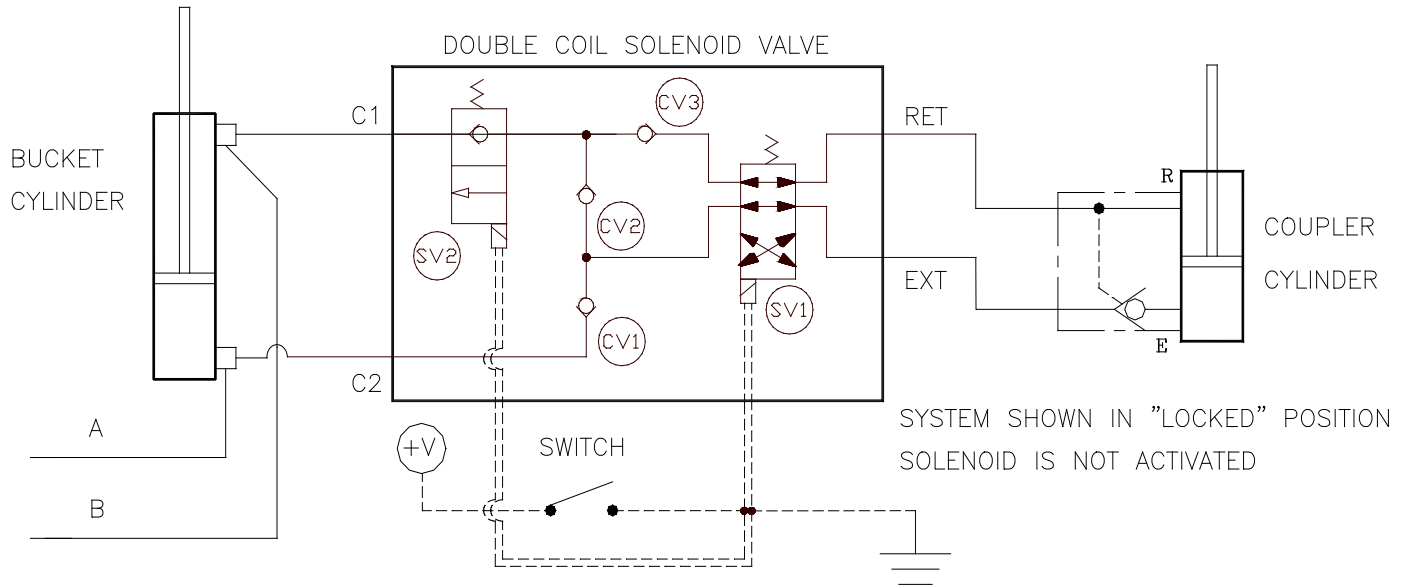 DOUBLE COIL SOLENOID VALVE
C1
CV3
RET
BUCKET
CYLINDER
R
CV2
COUPLER
CYLINDER
SV2
EXT
SV1
CV1
E
C2
A
SYSTEM SHOWN IN "LOCKED" POSITION
SOLENOID IS NOT ACTIVATED
+V
SWITCH
B